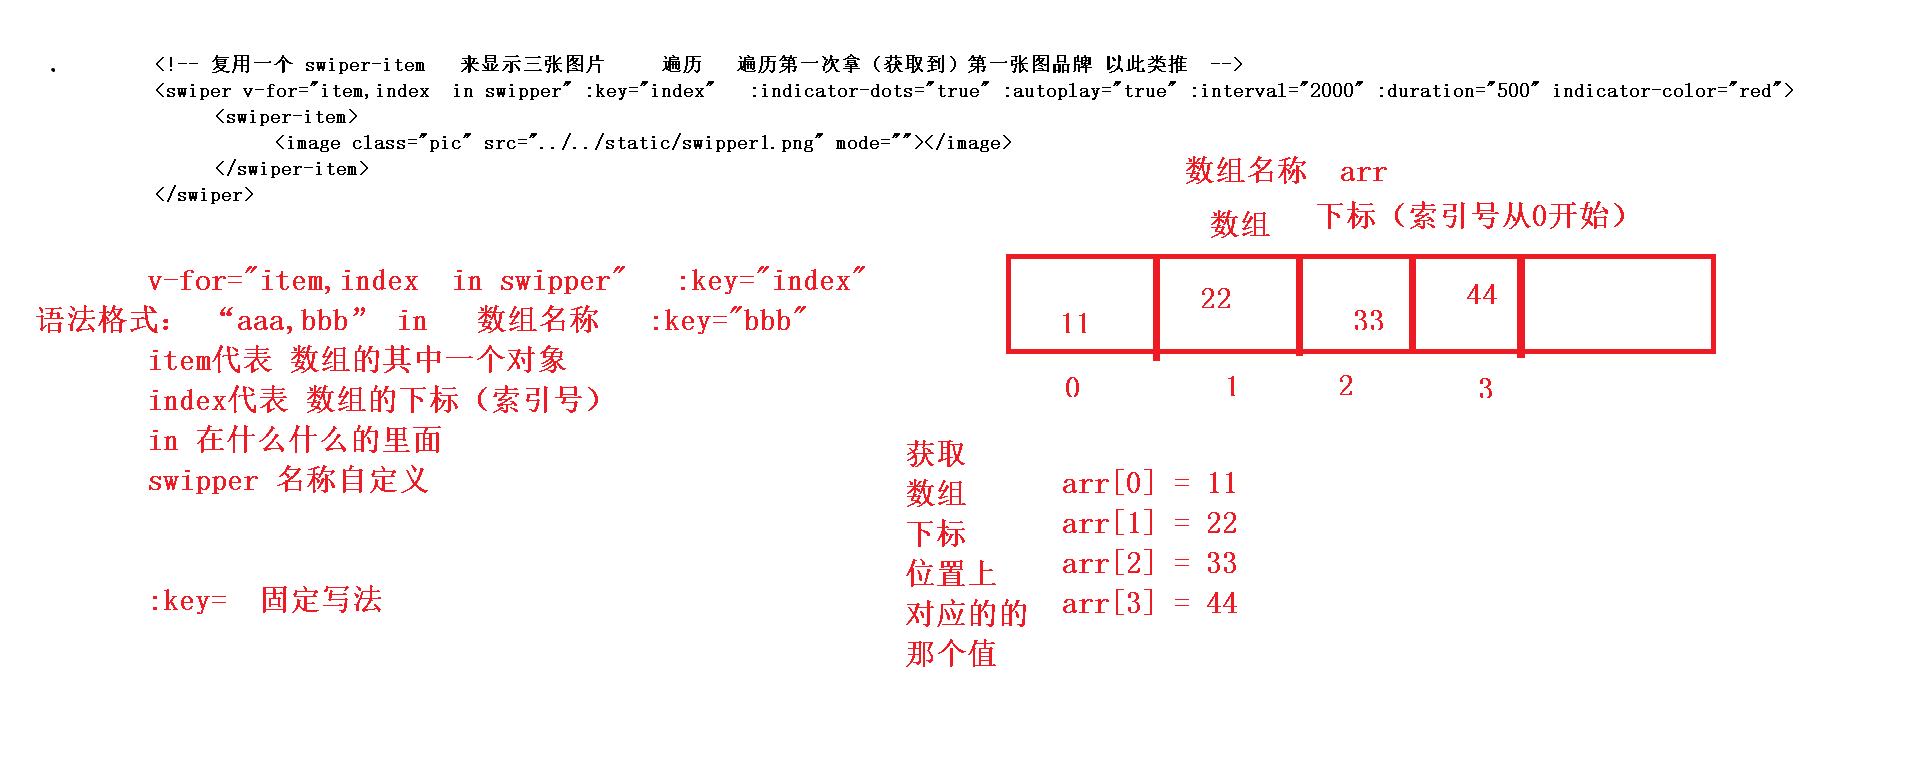 <!-- 复用一个 swiper-item 来显示三张图片 遍历 遍历第一次拿（获取到）第一张图品牌 以此类推 -->
<swiper v-for="item,index in swipper" :key="index" :indicator-dots="true" :autoplay="true" :interval="2000" :duration="500" indicator-color="red">
<swiper-item>
<image class="pic" src="../../static/swipper1.png" mode=""></image>
</swiper-item>
</swiper>
数组名称 arr
数组 下标（索引号从0开始）
v-for="item,index in swipper" :key="index"
语法格式： “aaa,bbb” in 数组名称 :key="bbb"
item代表 数组的其中一个对象
index代表 数组的下标（索引号）
in 在什么什么的里面
swipper 名称自定义
:key= 固定写法
11 22 33 44
0 1 2 3
获取
数组
下标
位置上
对应的的
那个值
arr[0] = 11
arr[1] = 22
arr[2] = 33
arr[3] = 44